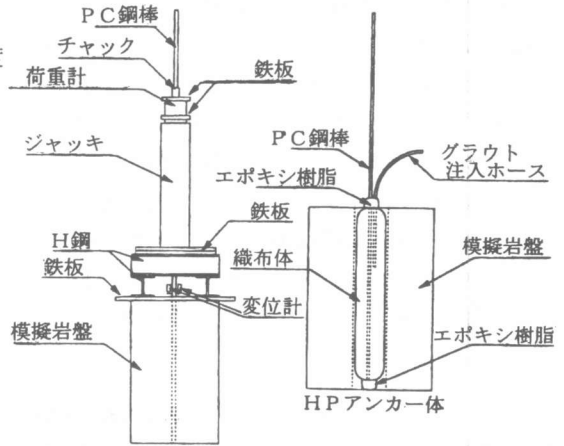 PC鋼棒
チャック
荷重計
鉄板
ジャッキ
鉄板
H鋼
鉄板
変位計
模擬岩盤
PC鋼棒
グラウト
注入ホース
エポキシ樹脂
織布体
模擬岩盤
エポキシ樹脂
HPアンカー体